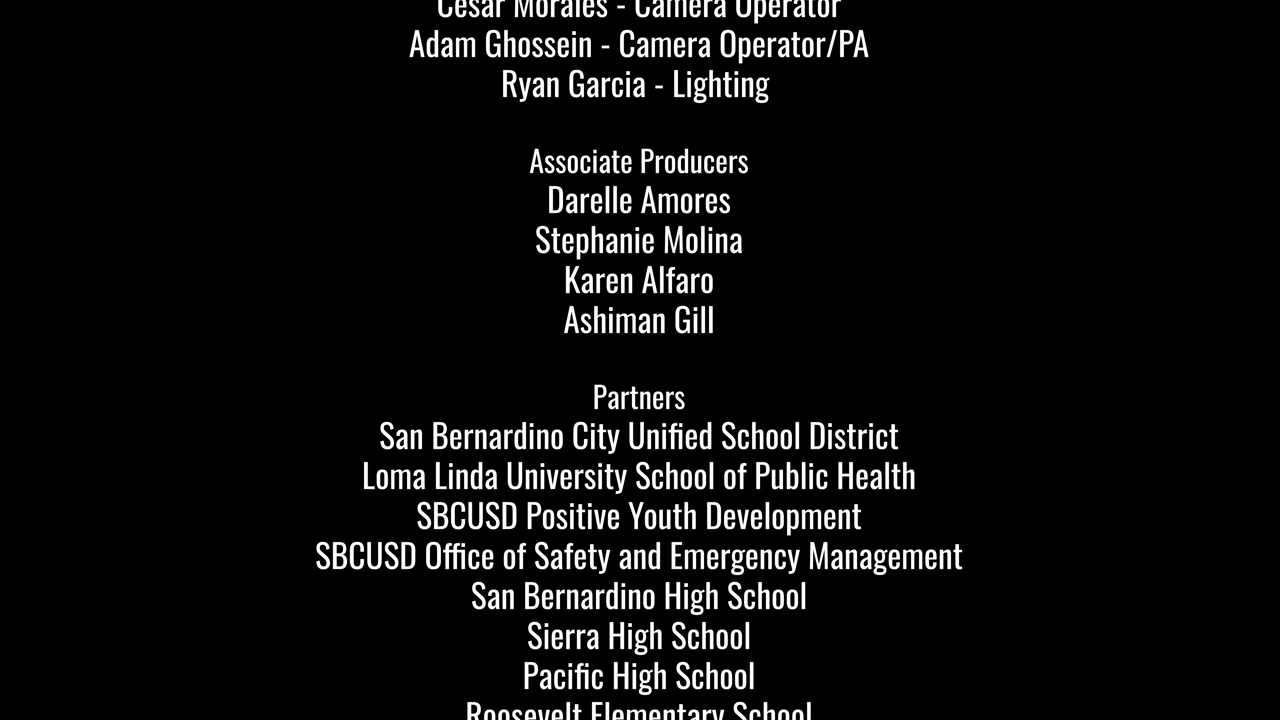 Cesar Morales - Camera Operator
Adam Ghossein - Camera Operator/PA
Ryan Garcia - Lighting
Associate Producers
Darelle Amores
Stephanie Molina
Karen Alfaro
Ashiman Gill
Partners
San Bernardino City Unified School District
Loma Linda University School of Public Health
SBCUSD Positive Youth Development
SBCUSD Office of Safety and Emergency Management
San Bernardino High School
Sierra High School
Pacific High School
Roosevelt Elementary School